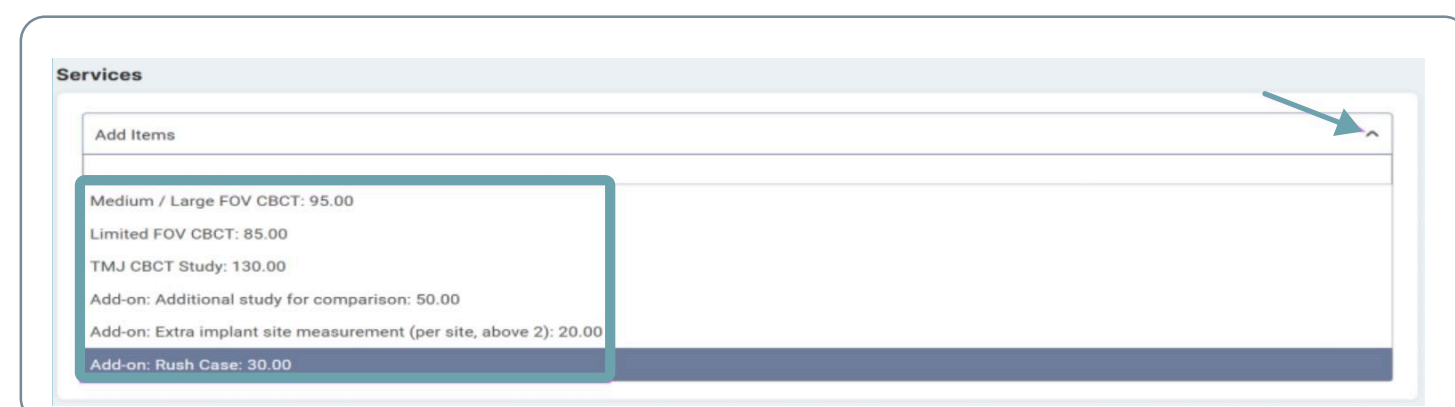 Services
Add Items
Medium / Large FOV CBCT: 95.00
Limited FOV CBCT: 85.00
TMJ CBCT Study: 130.00
Add-on: Additional study for comparison: 50.00
Add-on: Extra implant site measurement (per site, above 2): 20.00
Add-on: Rush Case: 30.00